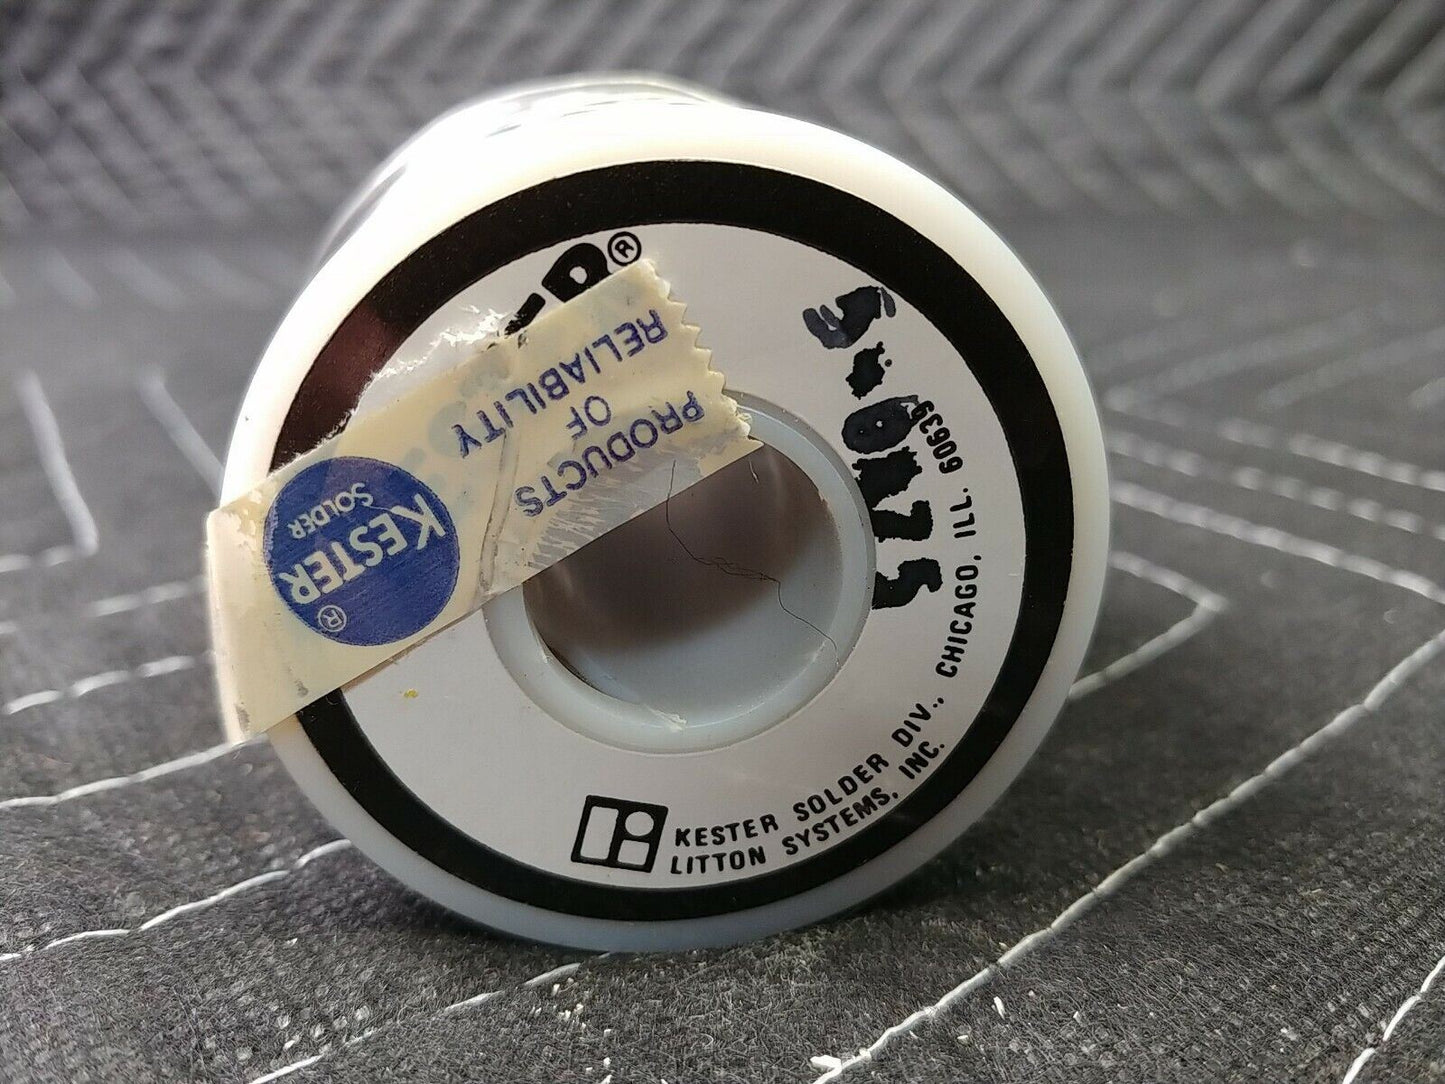 PRODUCTS
OF
RELIABILITY
KESTER
SOLDER
®
®
KESTER SOLDER DIV., CHICAGO, ILL. 60639
LITTON SYSTEMS, INC.